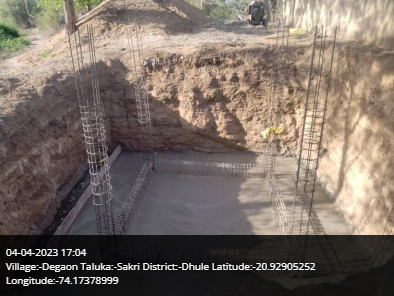 04-04-2023 17:04
Village:-Degaon Taluka:-Sakri District:-Dhule Latitude:-20.92905252
Longitude:-74.17378999